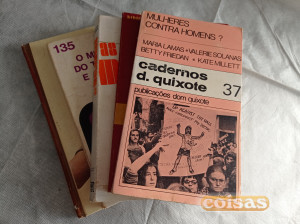 MULHERES
CONTRA HOMENS ?
MARIA LAMAS • VALERIE SOLANAS
BETTY FRIEDAN • KATE MILLETT
cadernos
d. quixote
37
publicações dom quixote
135
O M
DO T
E
as
coisas